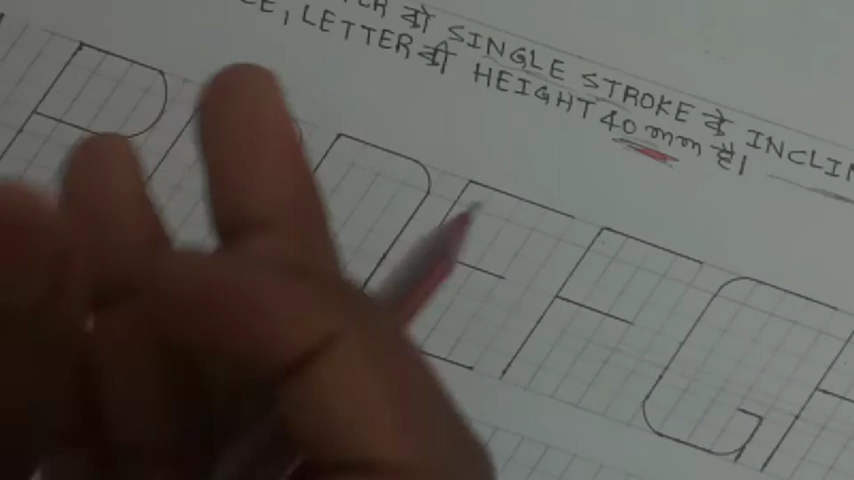 को SINGLE STROKE के INCLIN
LETTER की HEIGHT 40 mm है।
B D E F G